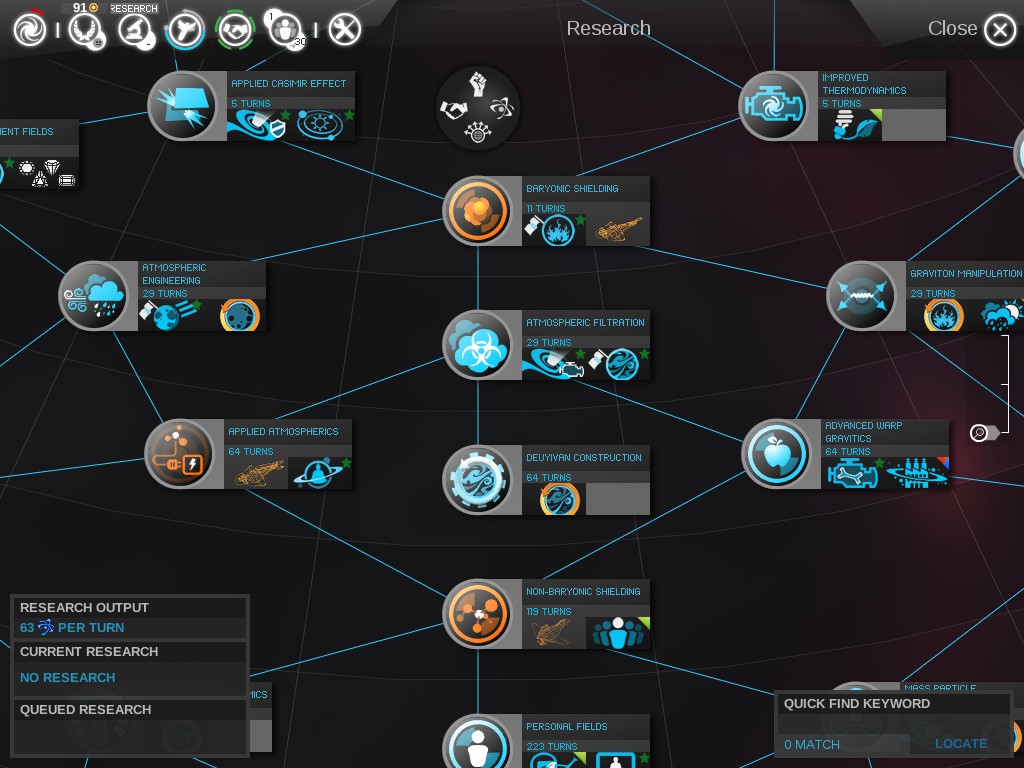 91
RESEARCH
1
30
Research
Close
APPLIED CASIMIR EFFECT
5 TURNS
IMPROVED
THERMODYNAMICS
5 TURNS
ENT FIELDS
BARYONIC SHIELDING
11 TURNS
ATMOSPHERIC
ENGINEERING
29 TURNS
GRAVITON MANIPULATION
29 TURNS
ATMOSPHERIC FILTRATION
29 TURNS
APPLIED ATMOSPHERICS
64 TURNS
ADVANCED WARP
GRAVITICS
64 TURNS
DEUYIVAN CONSTRUCTION
64 TURNS
NON-BARYONIC SHIELDING
119 TURNS
RESEARCH OUTPUT
63 PER TURN
CURRENT RESEARCH
NO RESEARCH
QUEUED RESEARCH
MICS
PERSONAL FIELDS
223 TURNS
MASS PARTICLE
QUICK FIND KEYWORD
0 MATCH
LOCATE